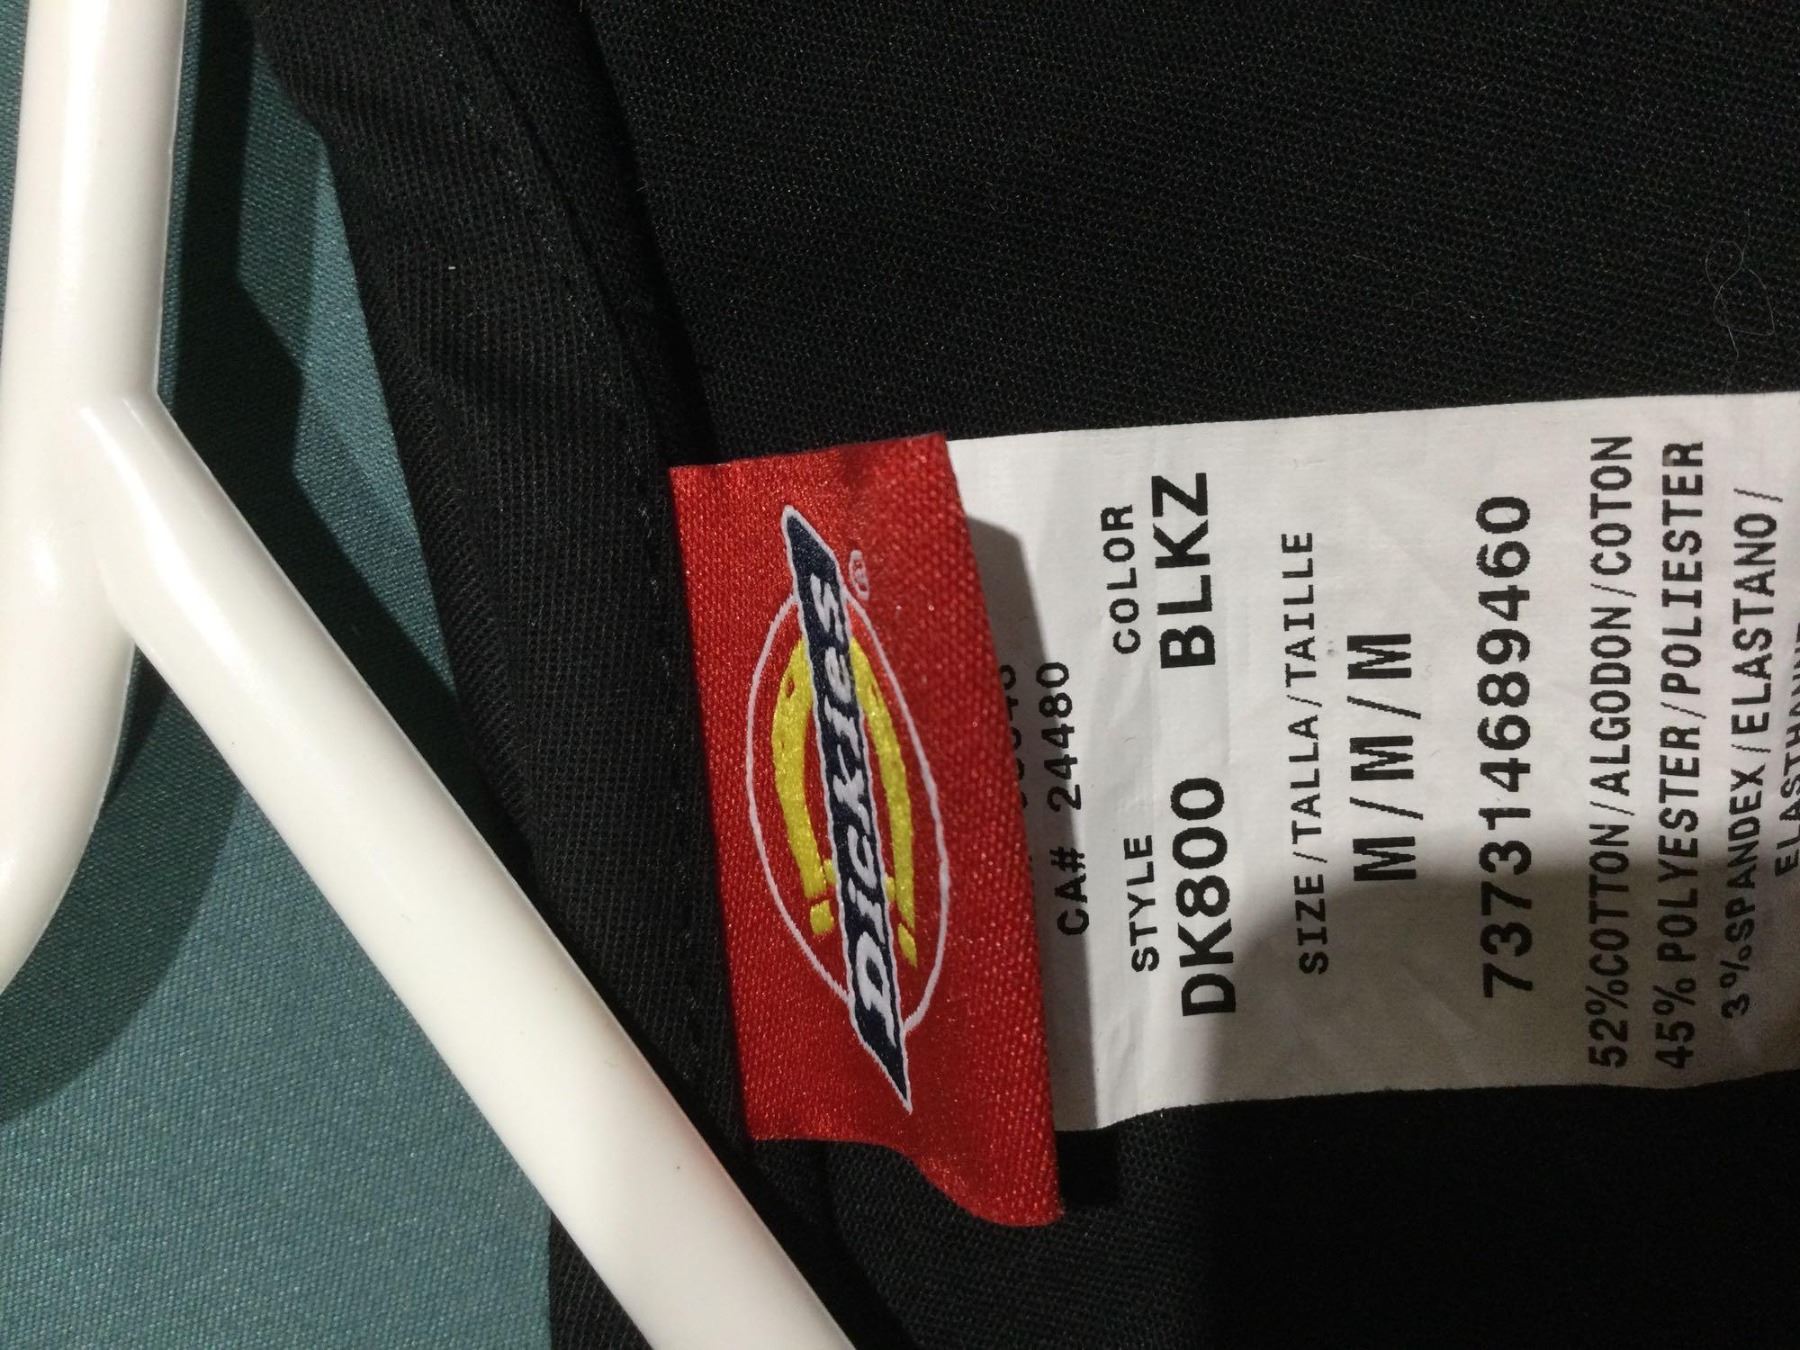 Dickies®
CA# 24480
STYLE COLOR
DK800 BLKZ
SIZE/TALLA/TAILLE
M/M/M
737314689460
52%COTTON/ALGODON/COTON
45%POLYESTER/POLIESTER
3%SPANDEX/ELASTANO/